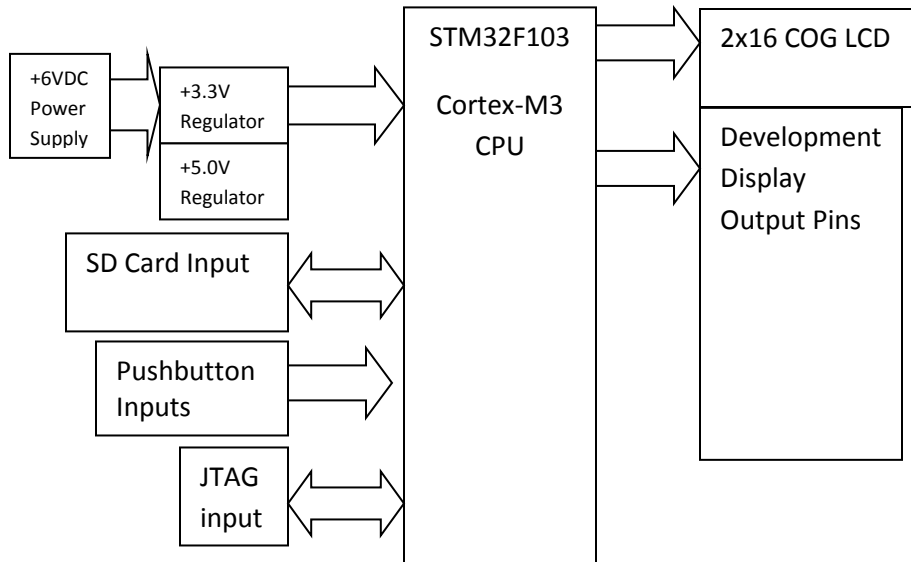 +6VDC
Power
Supply
+3.3V
Regulator
+5.0V
Regulator
SD Card Input
Pushbutton
Inputs
JTAG
input
STM32F103
Cortex-M3
CPU
2x16 COG LCD
Development
Display
Output Pins